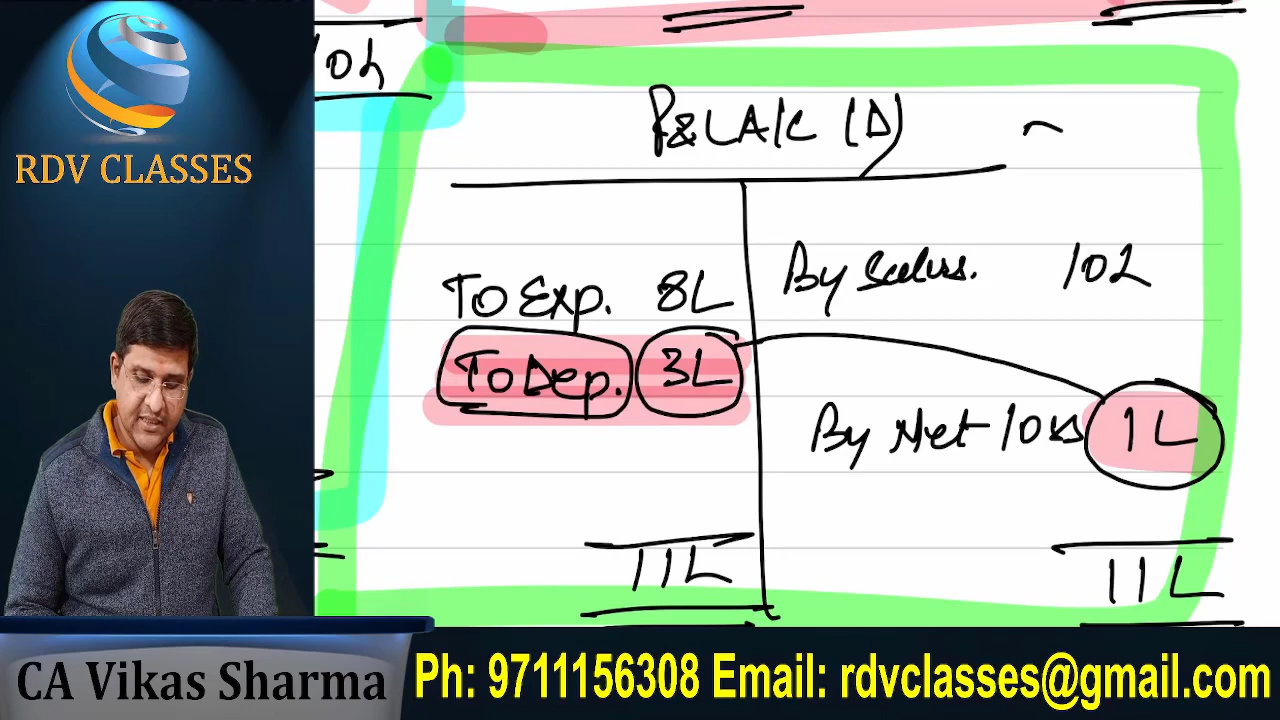 10L
P&L A/C (D)
To Exp. 8L
By Sales. 10L
To Dep. 3L
By Net loss 1L
11L
11L
RDV CLASSES
CA Vikas Sharma
Ph: 9711156308 Email: rdvclasses@gmail.com